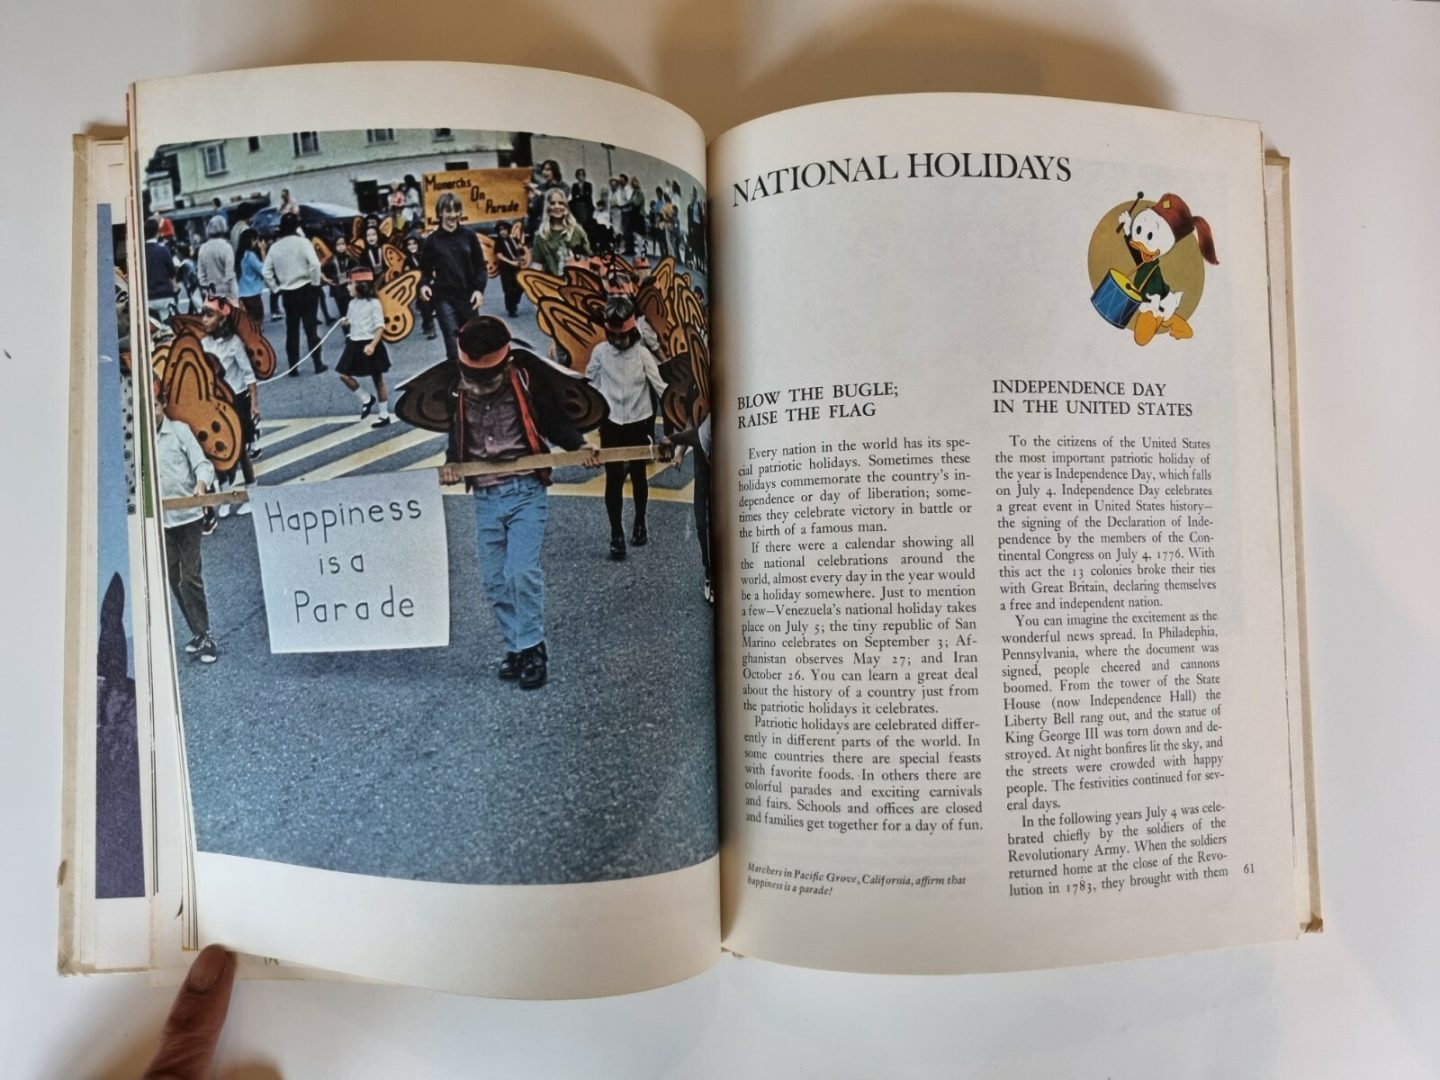 Monarchs
On
Parade
Happiness
is a
Parade
NATIONAL HOLIDAYS
BLOW THE BUGLE;
RAISE THE FLAG
Every nation in the world has its spe-
cial patriotic holidays. Sometimes these
holidays commemorate the country's in-
dependence or day of liberation; some-
times they celebrate victory in battle or
the birth of a famous man.
If there were a calendar showing all
the national celebrations around the
world, almost every day in the year would
be a holiday somewhere. Just to mention
a few—Venezuela's national holiday takes
place on July 5; the tiny republic of San
Marino celebrates on September 3; Af-
ghanistan observes May 27; and Iran
October 26. You can learn a great deal
about the history of a country just from
the patriotic holidays it celebrates.
Patriotic holidays are celebrated differ-
ently in different parts of the world. In
some countries there are special feasts
with favorite foods. In others there are
colorful parades and exciting carnivals
and fairs. Schools and offices are closed
and families get together for a day of fun.
Marchers in Pacific Grove, California, affirm that
happiness is a parade!
INDEPENDENCE DAY
IN THE UNITED STATES
To the citizens of the United States
the most important patriotic holiday of
the year is Independence Day, which falls
on July 4. Independence Day celebrates
a great event in United States history—
the signing of the Declaration of Inde-
pendence by the members of the Con-
tinental Congress on July 4, 1776. With
this act the 13 colonies broke their ties
with Great Britain, declaring themselves
a free and independent nation.
You can imagine the excitement as the
wonderful news spread. In Philadephia,
Pennsylvania, where the document was
signed, people cheered and cannons
boomed. From the tower of the State
House (now Independence Hall) the
Liberty Bell rang out, and the statue of
King George III was torn down and de-
stroyed. At night bonfires lit the sky, and
the streets were crowded with happy
people. The festivities continued for sev-
eral days.
In the following years July 4 was cele-
brated chiefly by the soldiers of the
Revolutionary Army. When the soldiers
returned home at the close of the Revo-
lution in 1783, they brought with them
61